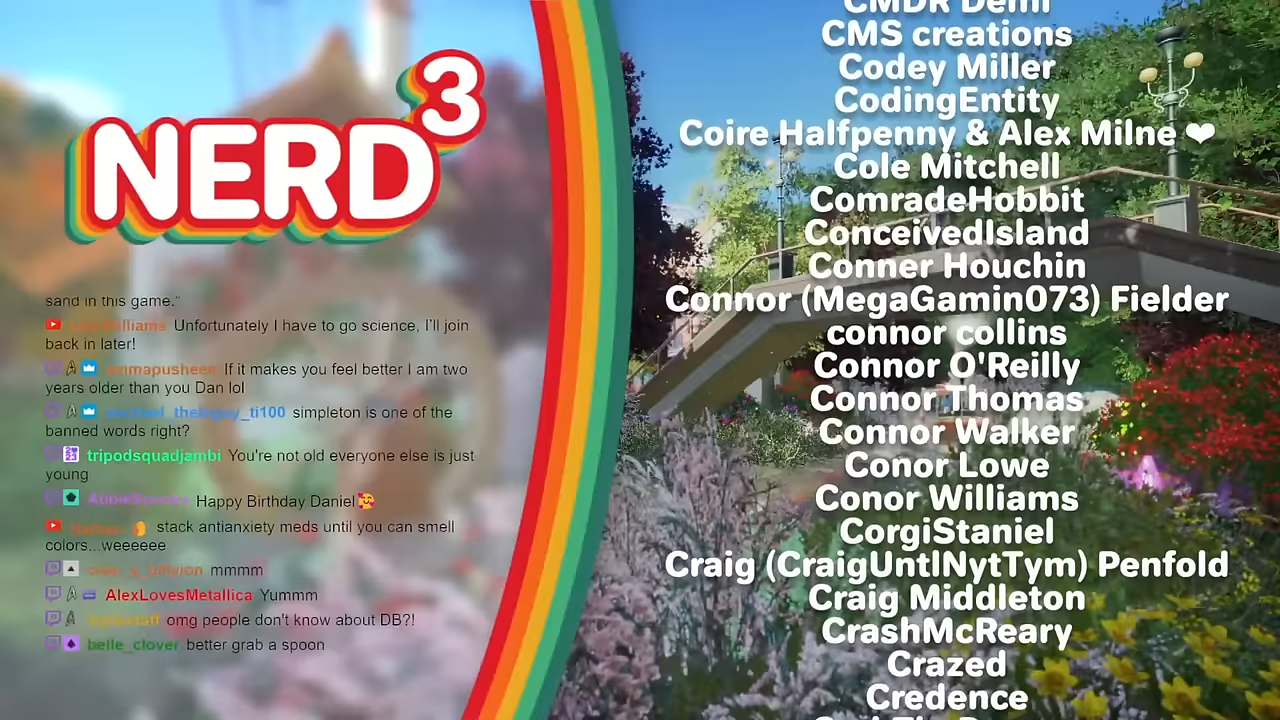 NERD³
sand in this game."
Unfortunately I have to go science, I'll join
back in later!
If it makes you feel better I am two
years older than you Dan lol
simpleton is one of the
banned words right?
tripodsquadjambi You're not old everyone else is just
young
Happy Birthday Daniel🥰
stack antianxiety meds until you can smell
colors...weeeeee
mmmm
AlexLovesMetallica Yummm
omg people don't know about DB?!
belle_clover better grab a spoon
CMDR Demi
CMS creations
Codey Miller
CodingEntity
Coire Halfpenny & Alex Milne ❤
Cole Mitchell
ComradeHobbit
ConceivedIsland
Conner Houchin
Connor (MegaGamin073) Fielder
connor collins
Connor O'Reilly
Connor Thomas
Connor Walker
Conor Lowe
Conor Williams
CorgiStaniel
Craig (CraigUntlNytTym) Penfold
Craig Middleton
CrashMcReary
Crazed
Credence